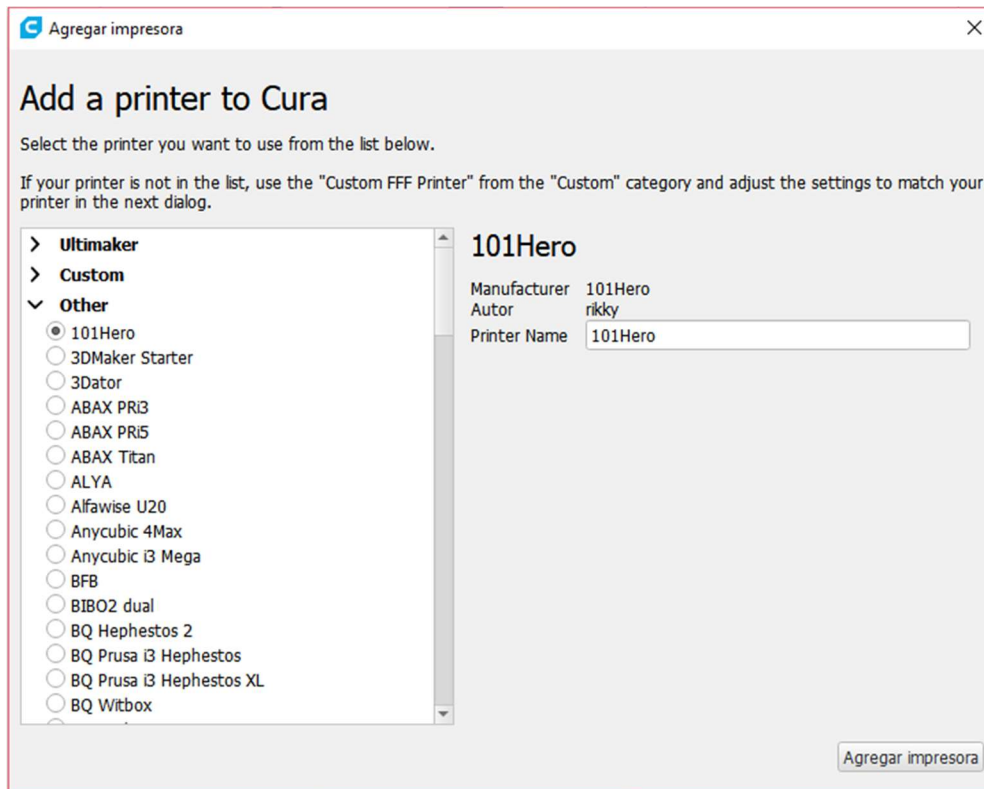 Agregar impresora
Add a printer to Cura
Select the printer you want to use from the list below.
If your printer is not in the list, use the "Custom FFF Printer" from the "Custom" category and adjust the settings to match your
printer in the next dialog.
Ultimaker
Custom
Other
101Hero
3DMaker Starter
3Dator
ABAX PRi3
ABAX PRi5
ABAX Titan
ALYA
Alfawise U20
Anycubic 4Max
Anycubic i3 Mega
BFB
BIBO2 dual
BQ Hephestos 2
BQ Prusa i3 Hephestos
BQ Prusa i3 Hephestos XL
BQ Witbox
101Hero
Manufacturer 101Hero
Autor rikky
Printer Name 101Hero
Agregar impresora